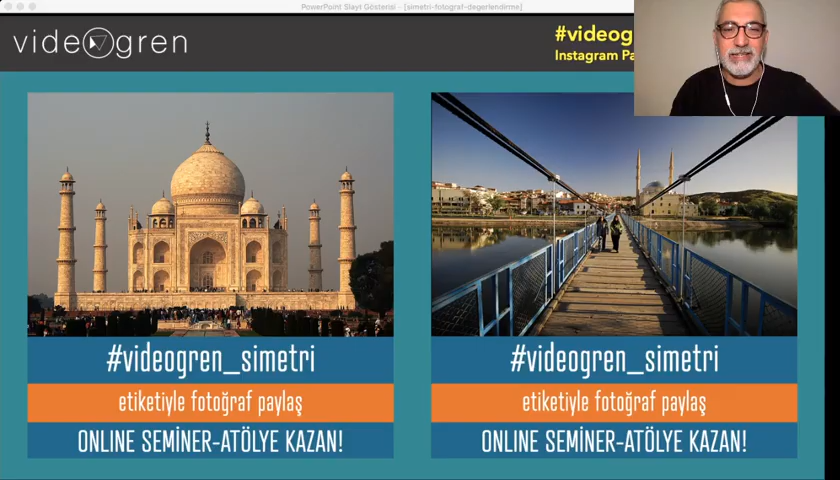 PowerPoint Slayt Gösterisi - [simetri-fotograf-degerlendirme]
videogren
#videog
Instagram Pa
#videogren_simetri
etiketiyle fotoğraf paylaş
ONLINE SEMİNER-ATÖLYE KAZAN!
#videogren_simetri
etiketiyle fotoğraf paylaş
ONLINE SEMİNER-ATÖLYE KAZAN!